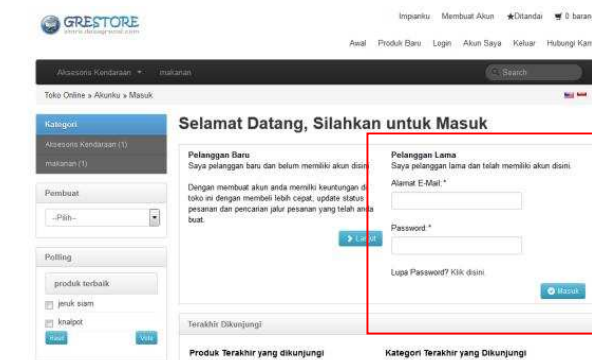 GRESTORE
Impianku Membuat Akun ★Ditandai 0 barang
Awal Produk Baru Login Akun Saya Keluar Hubungi Kam
Aksesoris Kendaraan makanan
Search
Toko Online » Akunku » Masuk
Kategori
Aksesoris Kendaraan (1)
makanan (1)
Pembuat
--Pilih--
Polling
produk terbaik
jeruk siam
knalpot
Hasil Vote
Selamat Datang, Silahkan untuk Masuk
Pelanggan Baru
Saya pelanggan baru dan belum memiliki akun disini.
Dengan membuat akun anda memilki keuntungan di
toko ini dengan membeli lebih cepat, update status
pesanan dan pencarian jalur pesanan yang telah anda
buat.
Lanjut
Pelanggan Lama
Saya pelanggan lama dan telah memiliki akun disini.
Alamat E-Mail:*
Password:*
Lupa Password? Klik disini.
Masuk
Terakhir Dikunjungi
Produk Terakhir yang dikunjungi
Kategori Terakhir yang Dikunjungi